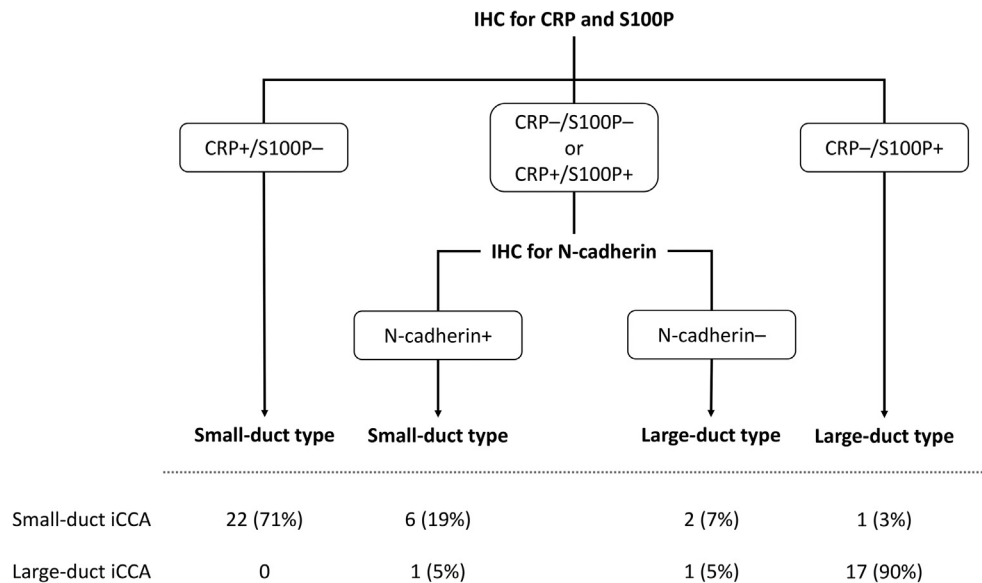 IHC for CRP and S100P
CRP+/S100P–
CRP–/S100P–
or
CRP+/S100P+
CRP–/S100P+
IHC for N-cadherin
N-cadherin+
N-cadherin–
Small-duct type
Small-duct type
Large-duct type
Large-duct type
Small-duct iCCA 22 (71%) 6 (19%) 2 (7%) 1 (3%)
Large-duct iCCA 0 1 (5%) 1 (5%) 17 (90%)